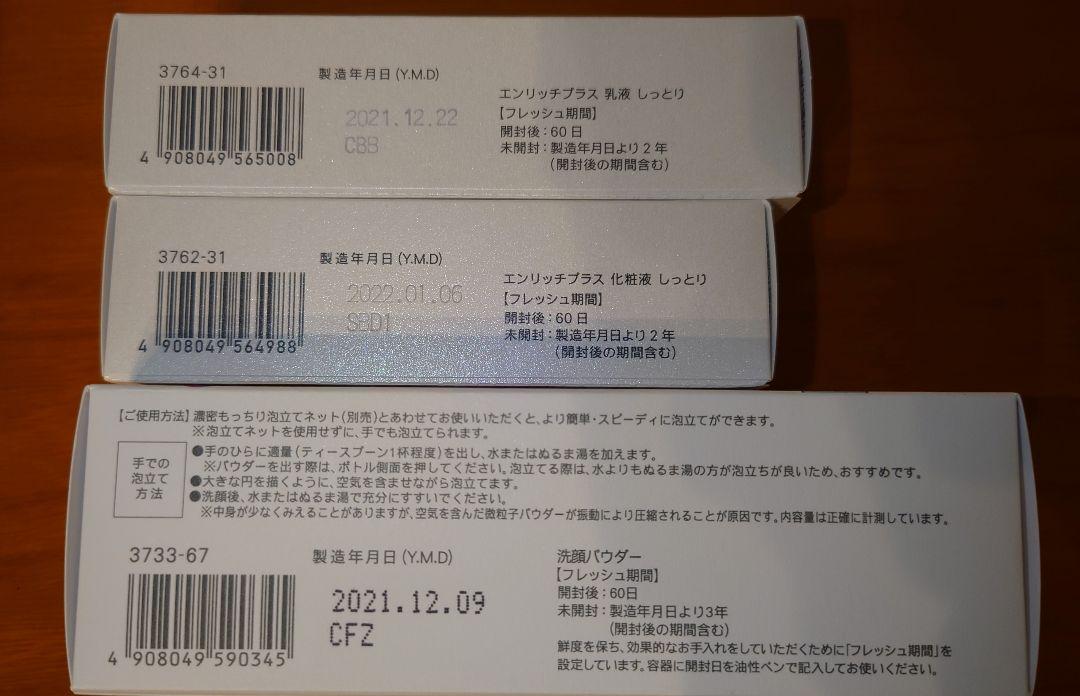 3764-31
製造年月日(Y.M.D)
2021.12.22
CBB
4 908049 565008
エンリッチプラス 乳液 しっとり
【フレッシュ期間】
開封後：60日
未開封：製造年月日より2年
(開封後の期間含む)
3762-31
製造年月日(Y.M.D)
2022.01.06
SBD1
4 908049 564988
エンリッチプラス 化粧液 しっとり
【フレッシュ期間】
開封後：60日
未開封：製造年月日より2年
(開封後の期間含む)
【ご使用方法】濃密もっちり泡立てネット(別売)とあわせてお使いいただくと、より簡単・スピーディに泡立てができます。
※泡立てネットを使用せずに、手でも泡立てられます。
手での
泡立て
方法
●手のひらに適量(ティースプーン1杯程度)を出し、水またはぬるま湯を加えます。
※パウダーを出す際は、ボトル側面を押してください。泡立てる際は、水よりもぬるま湯の方が泡立ちが良いため、おすすめです。
●大きな円を描くように、空気を含ませながら泡立てます。
●洗顔後、水またはぬるま湯で充分にすすいでください。
※中身が少なくみえることがありますが、空気を含んだ微粒子パウダーが振動により圧縮されることが原因です。内容量は正確に計測しています。
3733-67
製造年月日(Y.M.D)
2021.12.09
CFZ
4 908049 590345
洗顔パウダー
【フレッシュ期間】
開封後：60日
未開封：製造年月日より3年
(開封後の期間含む)
鮮度を保ち、効果的なお手入れをしていただくために「フレッシュ期間」を
設定しています。容器に開封日を油性ペンで記入してお使いください。